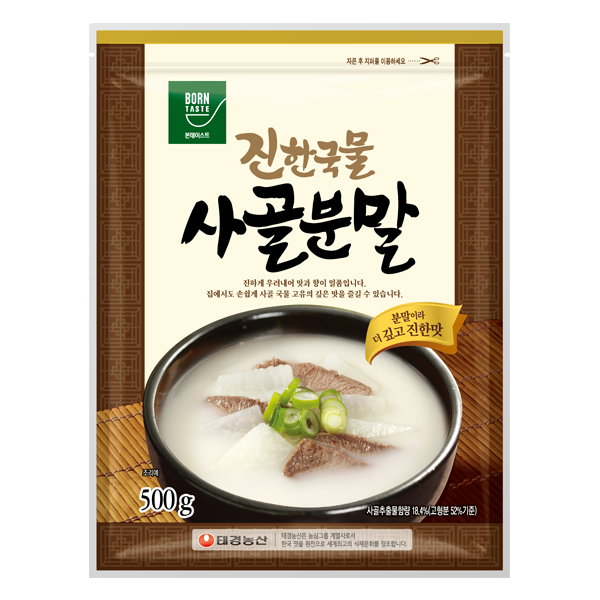 자른 후 지퍼를 이용하세요
BORN
TASTE
본테이스트
진한국물
사골분말
진하게 우려내어 맛과 향이 일품입니다.
집에서도 손쉽게 사골 국물 고유의 깊은 맛을 즐길 수 있습니다.
분말이라
더 깊고 진한맛
조리예
500g
사골추출물함량 18.4%(고형분 52%기준)
태경농산
태경농산은 농심그룹 계열사로서
한국 맛을 원천으로 세계최고의 식재문화를 창조합니다.